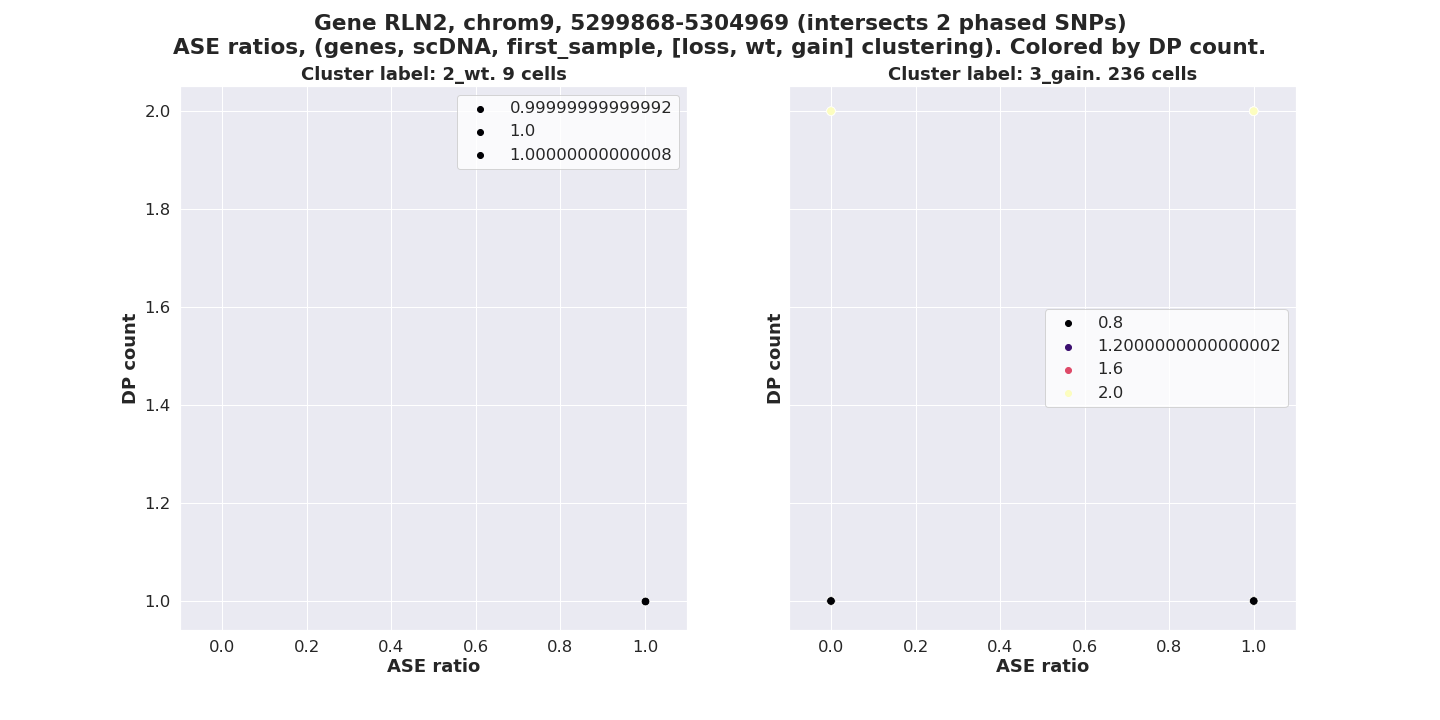 Gene RLN2, chrom9, 5299868-5304969 (intersects 2 phased SNPs)
ASE ratios, (genes, scDNA, first_sample, [loss, wt, gain] clustering). Colored by DP count.
Cluster label: 2_wt. 9 cells
0.99999999999992
1.0
1.00000000000008
2.0
1.8
1.6
1.4
1.2
1.0
DP count
0.0 0.2 0.4 0.6 0.8 1.0
ASE ratio
Cluster label: 3_gain. 236 cells
0.8
1.2000000000000002
1.6
2.0
DP count
0.0 0.2 0.4 0.6 0.8 1.0
ASE ratio